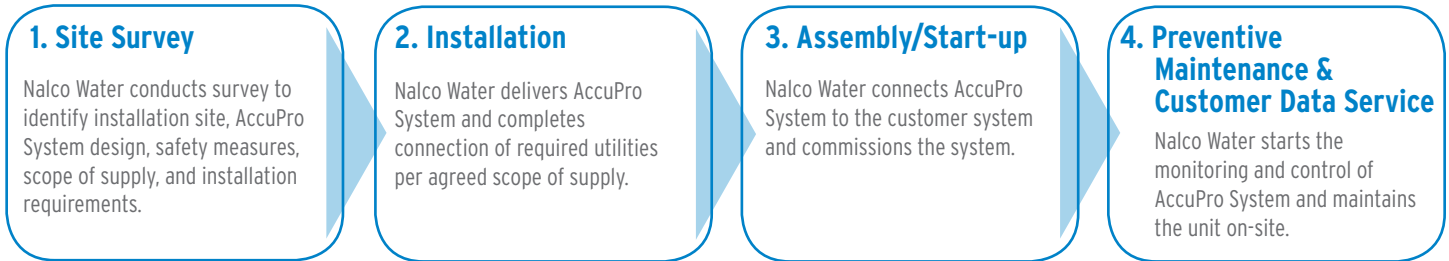 1. Site Survey
Nalco Water conducts survey to
identify installation site, AccuPro
System design, safety measures,
scope of supply, and installation
requirements.
2. Installation
Nalco Water delivers AccuPro
System and completes
connection of required utilities
per agreed scope of supply.
3. Assembly/Start-up
Nalco Water connects AccuPro
System to the customer system
and commissions the system.
4. Preventive
Maintenance &
Customer Data Service
Nalco Water starts the
monitoring and control of
AccuPro System and maintains
the unit on-site.